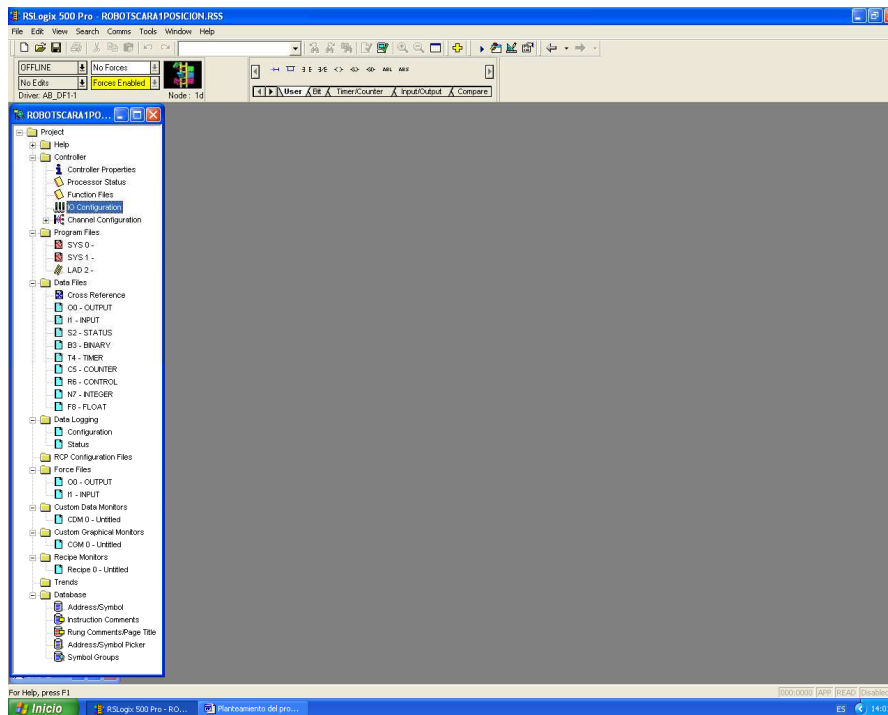 RSLogix 500 Pro - ROBOTSCARA1POSICION.RSS
File Edit View Search Comms Tools Window Help
OFFLINE No Forces
No Edits Forces Enabled
Driver: AB_DF1-1 Node : 1d
ABL ABS
User Bit Timer/Counter Input/Output Compare
ROBOTSCARA1PO...
Project
Help
Controller
Controller Properties
Processor Status
Function Files
IO Configuration
Channel Configuration
Program Files
SYS 0 -
SYS 1 -
LAD 2 -
Data Files
Cross Reference
O0 - OUTPUT
I1 - INPUT
S2 - STATUS
B3 - BINARY
T4 - TIMER
C5 - COUNTER
R6 - CONTROL
N7 - INTEGER
F8 - FLOAT
Data Logging
Configuration
Status
RCP Configuration Files
Force Files
O0 - OUTPUT
I1 - INPUT
Custom Data Monitors
CDM 0 - Untitled
Custom Graphical Monitors
CGM 0 - Untitled
Recipe Monitors
Recipe 0 - Untitled
Trends
Database
Address/Symbol
Instruction Comments
Rung Comments/Page Title
Address/Symbol Picker
Symbol Groups
For Help, press F1
000:0000 APP READ Disabled
Inicio RSLogix 500 Pro - RO... Planteamiento del pro... ES 14:0